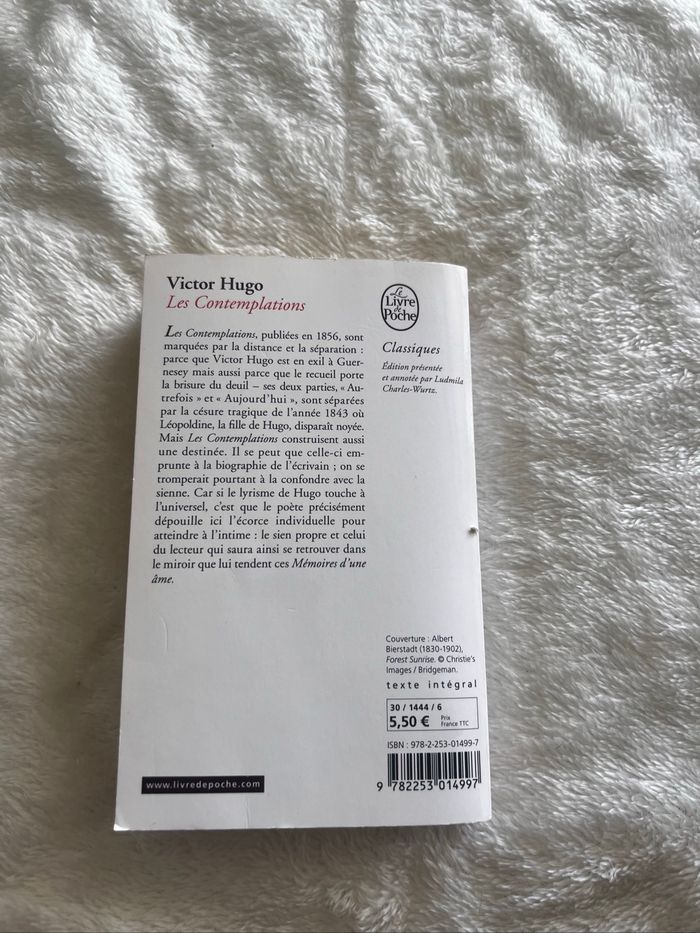 Victor Hugo
Les Contemplations
Les Contemplations, publiées en 1856, sont
marquées par la distance et la séparation :
parce que Victor Hugo est en exil à Guer-
nesey mais aussi parce que le recueil porte
la brisure du deuil – ses deux parties, « Au-
trefois » et « Aujourd'hui », sont séparées
par la césure tragique de l'année 1843 où
Léopoldine, la fille de Hugo, disparaît noyée.
Mais Les Contemplations construisent aussi
une destinée. Il se peut que celle-ci em-
prunte à la biographie de l'écrivain ; on se
tromperait pourtant à la confondre avec la
sienne. Car si le lyrisme de Hugo touche à
l'universel, c'est que le poète précisément
dépouille ici l'écorce individuelle pour
atteindre à l'intime : le sien propre et celui
du lecteur qui saura ainsi se retrouver dans
le miroir que lui tendent ces Mémoires d'une
âme.
Le
Livre
de
Poche
Classiques
Édition présentée
et annotée par Ludmila
Charles-Wurtz.
Couverture : Albert
Bierstadt (1830-1902),
Forest Sunrise. © Christie's
Images / Bridgeman.
texte intégral
30 / 1444 / 6
5,50 € Prix
France TTC
ISBN : 978-2-253-01499-7
9 782253 014997
www.livredepoche.com